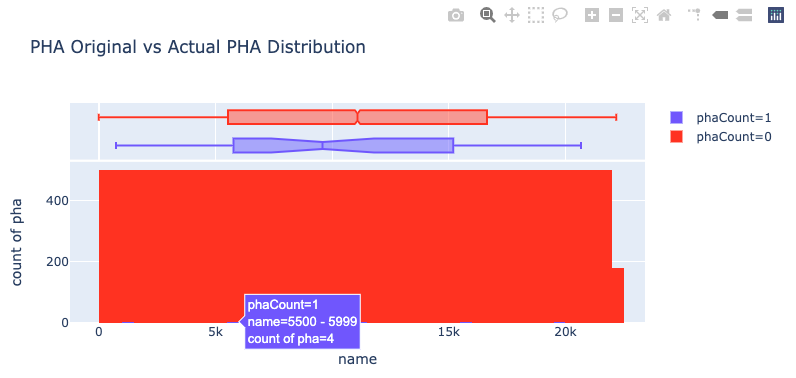 PHA Original vs Actual PHA Distribution
phaCount=1
phaCount=0
count of pha
400
200
0
phaCount=1
name=5500 - 5999
count of pha=4
0
5k
15k
20k
name